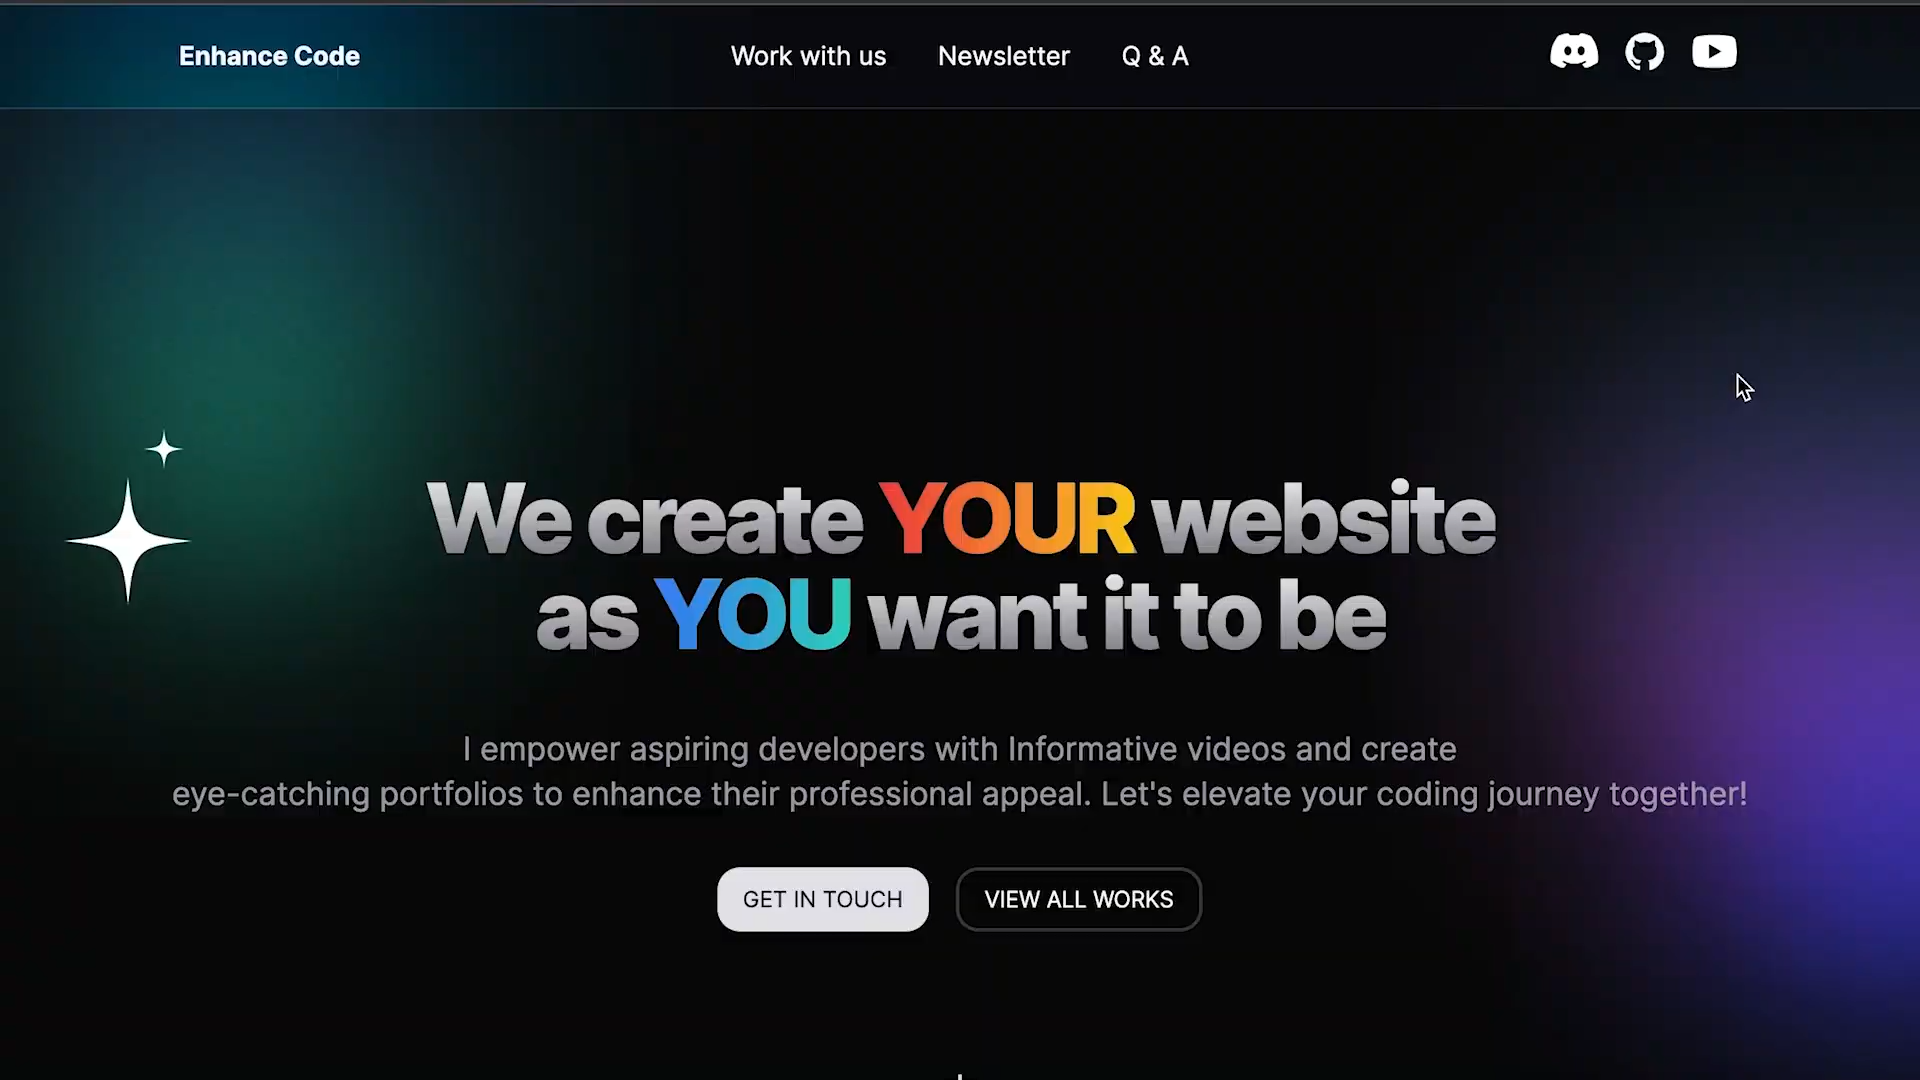 Enhance Code
Work with us
Newsletter
Q & A
We create YOUR website
as YOU want it to be
I empower aspiring developers with Informative videos and create
eye-catching portfolios to enhance their professional appeal. Let's elevate your coding journey together!
GET IN TOUCH
VIEW ALL WORKS